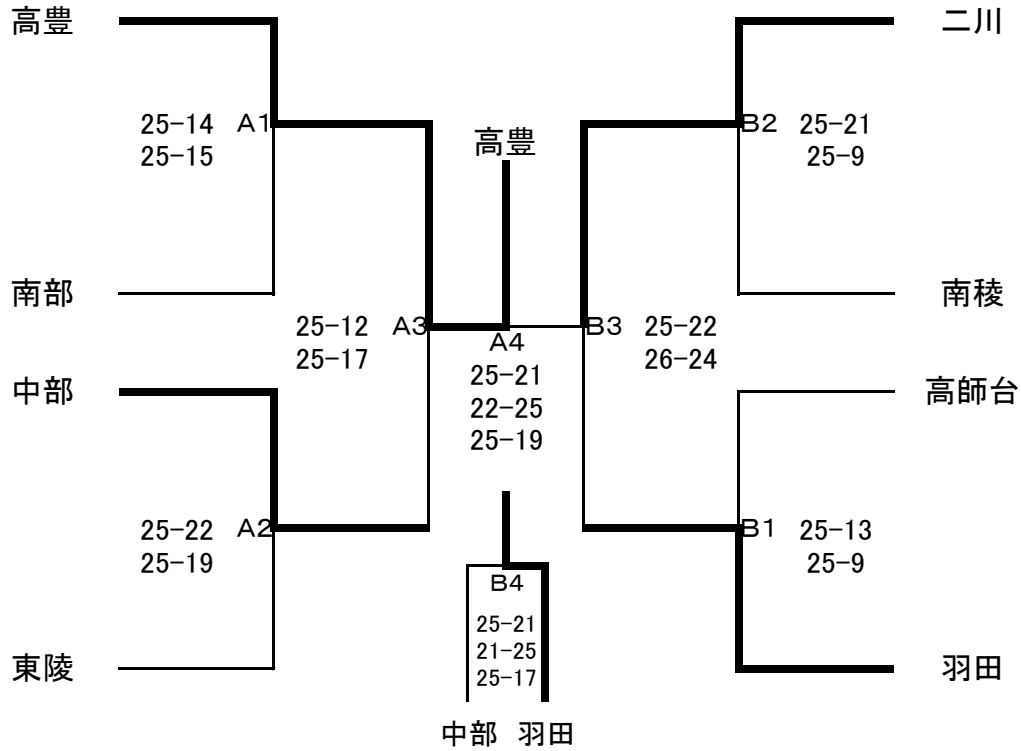 高豊
二川
25-14 A1
25-15
高豊
B2 25-21
25-9
南部
南稜
25-12 A3
25-17
A4
25-21
22-25
25-19
B3 25-22
26-24
中部
高師台
25-22 A2
25-19
B1 25-13
25-9
B4
25-21
21-25
25-17
東陵
羽田
中部 羽田